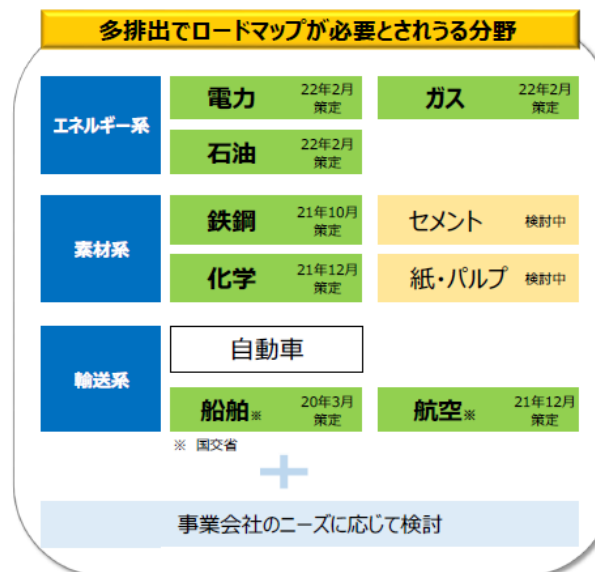 多排出でロードマップが必要とされうる分野
エネルギー系
電力 22年2月策定
ガス 22年2月策定
石油 22年2月策定
素材系
鉄鋼 21年10月策定
セメント 検討中
化学 21年12月策定
紙・パルプ 検討中
輸送系
自動車
船舶※ 20年3月策定
航空※ 21年12月策定
※ 国交省
+
事業会社のニーズに応じて検討